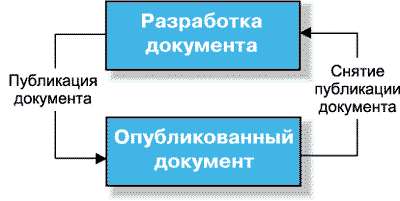 Разработка
документа
Публикация
документа
Снятие
публикации
документа
Опубликованный
документ